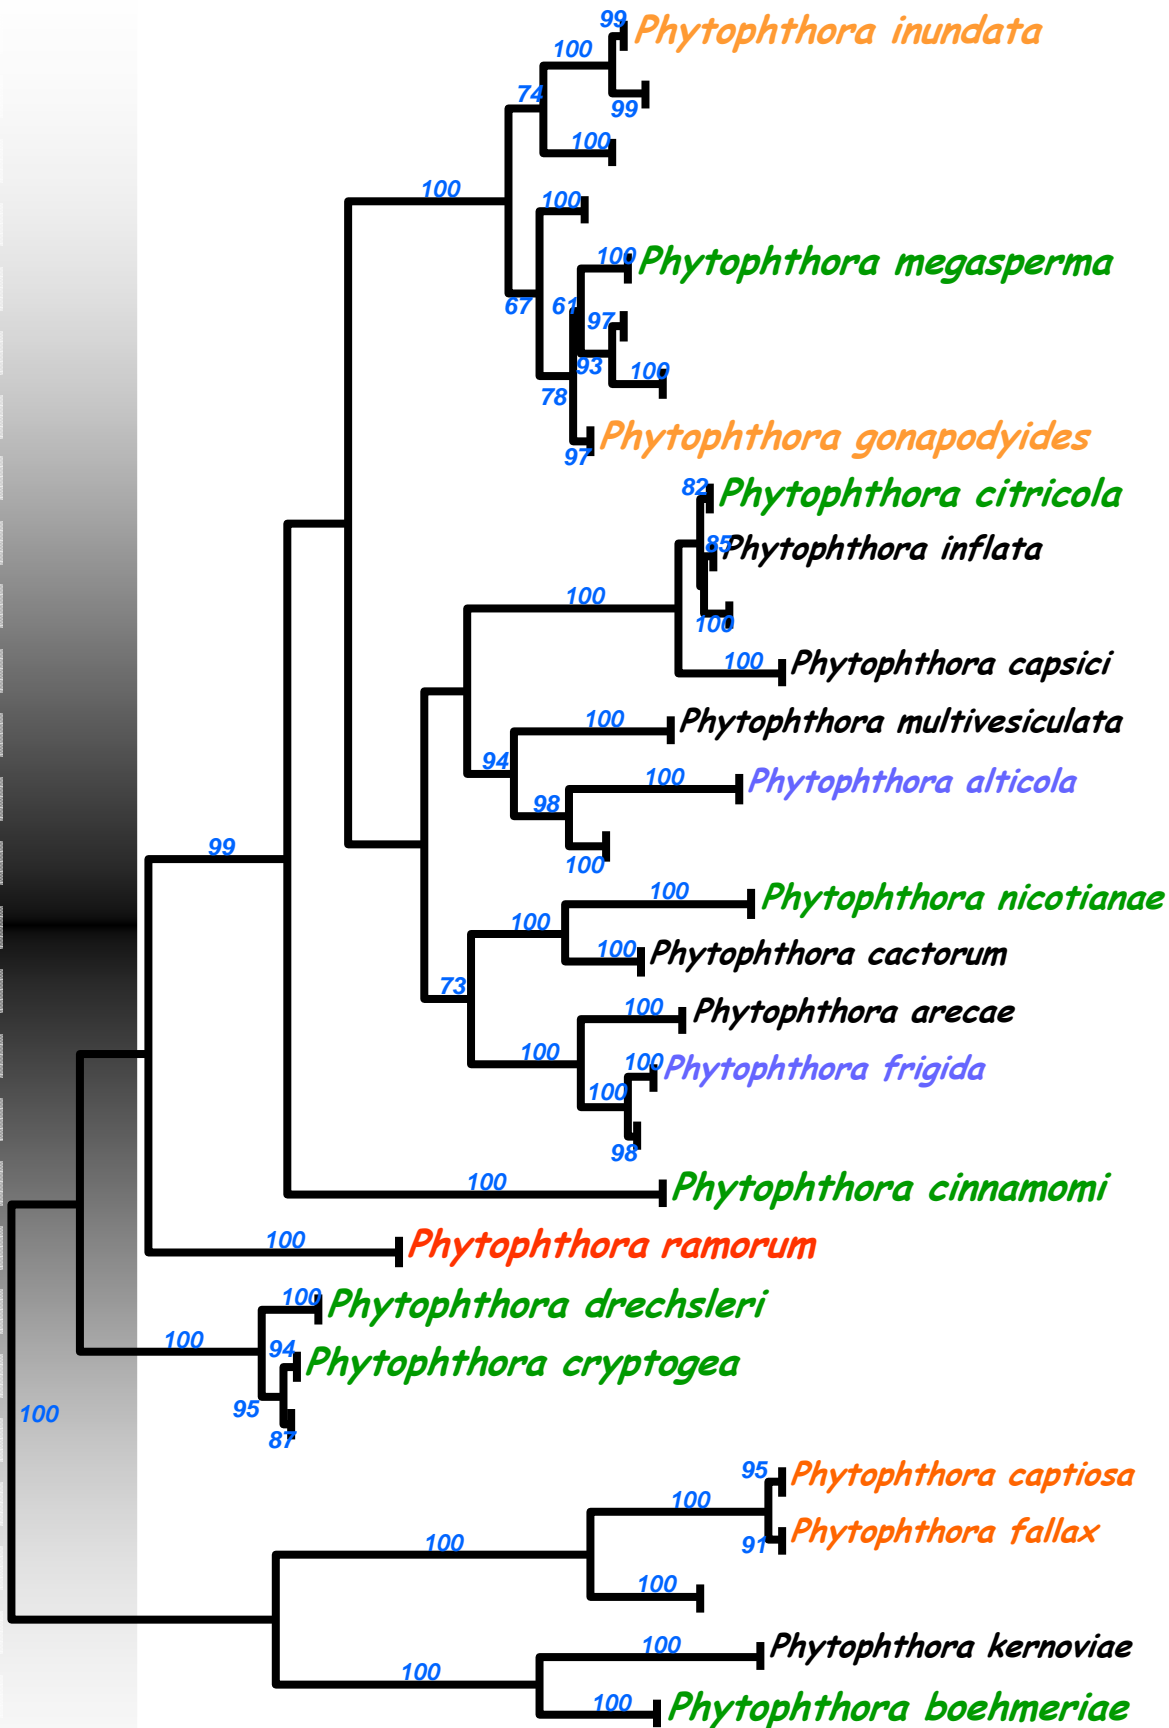 99
Phytophthora inundata
100
74
99
100
100
100
100
Phytophthora megasperma
67
61
97
93
100
78
Phytophthora gonapodyides
97
82
Phytophthora citricola
85
Phytophthora inflata
100
100
100
Phytophthora capsici
100
Phytophthora multivesiculata
94
100
Phytophthora alticola
98
99
100
100
Phytophthora nicotianae
100
100
Phytophthora cactorum
73
100
Phytophthora arecae
100
100
Phytophthora frigida
100
98
100
Phytophthora cinnamomi
100
Phytophthora ramorum
100
Phytophthora drechsleri
100
94
Phytophthora cryptogea
95
100
87
95
Phytophthora captiosa
100
91
Phytophthora fallax
100
100
100
Phytophthora kernoviae
100
100
Phytophthora boehmeriae